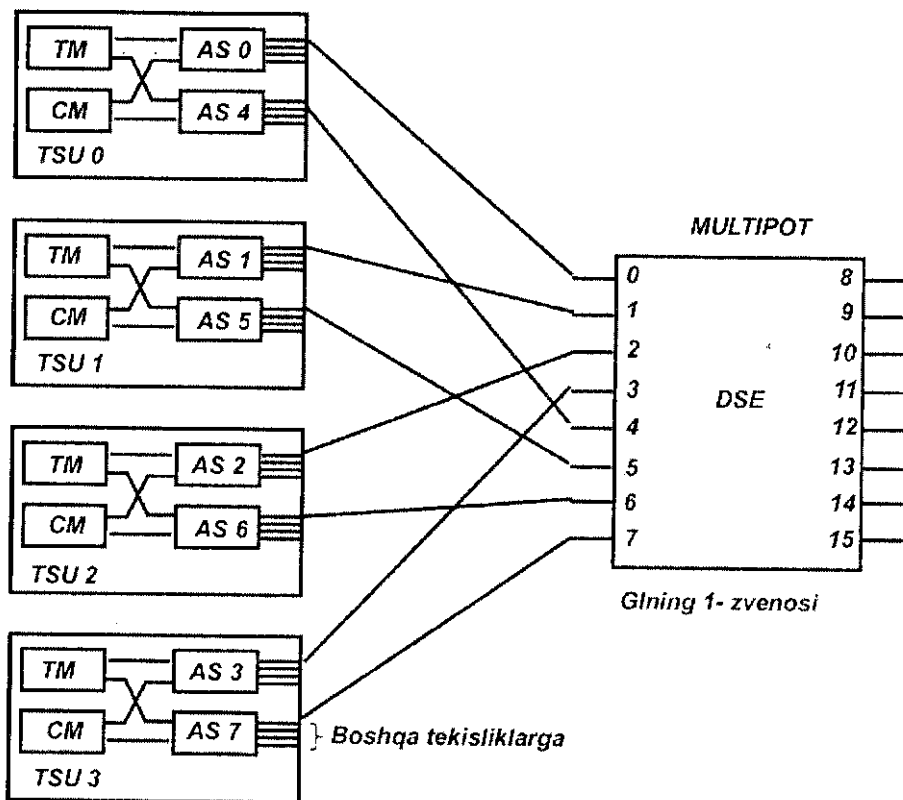 TM
AS 0
CM
AS 4
TSU 0
TM
AS 1
CM
AS 5
TSU 1
TM
AS 2
CM
AS 6
TSU 2
TM
AS 3
CM
AS 7
TSU 3
Boshqa tekisliklarga
MULTIPOT
0
1
2
3
4
5
6
7
DSE
8
9
10
11
12
13
14
15
GIning 1- zvenosi